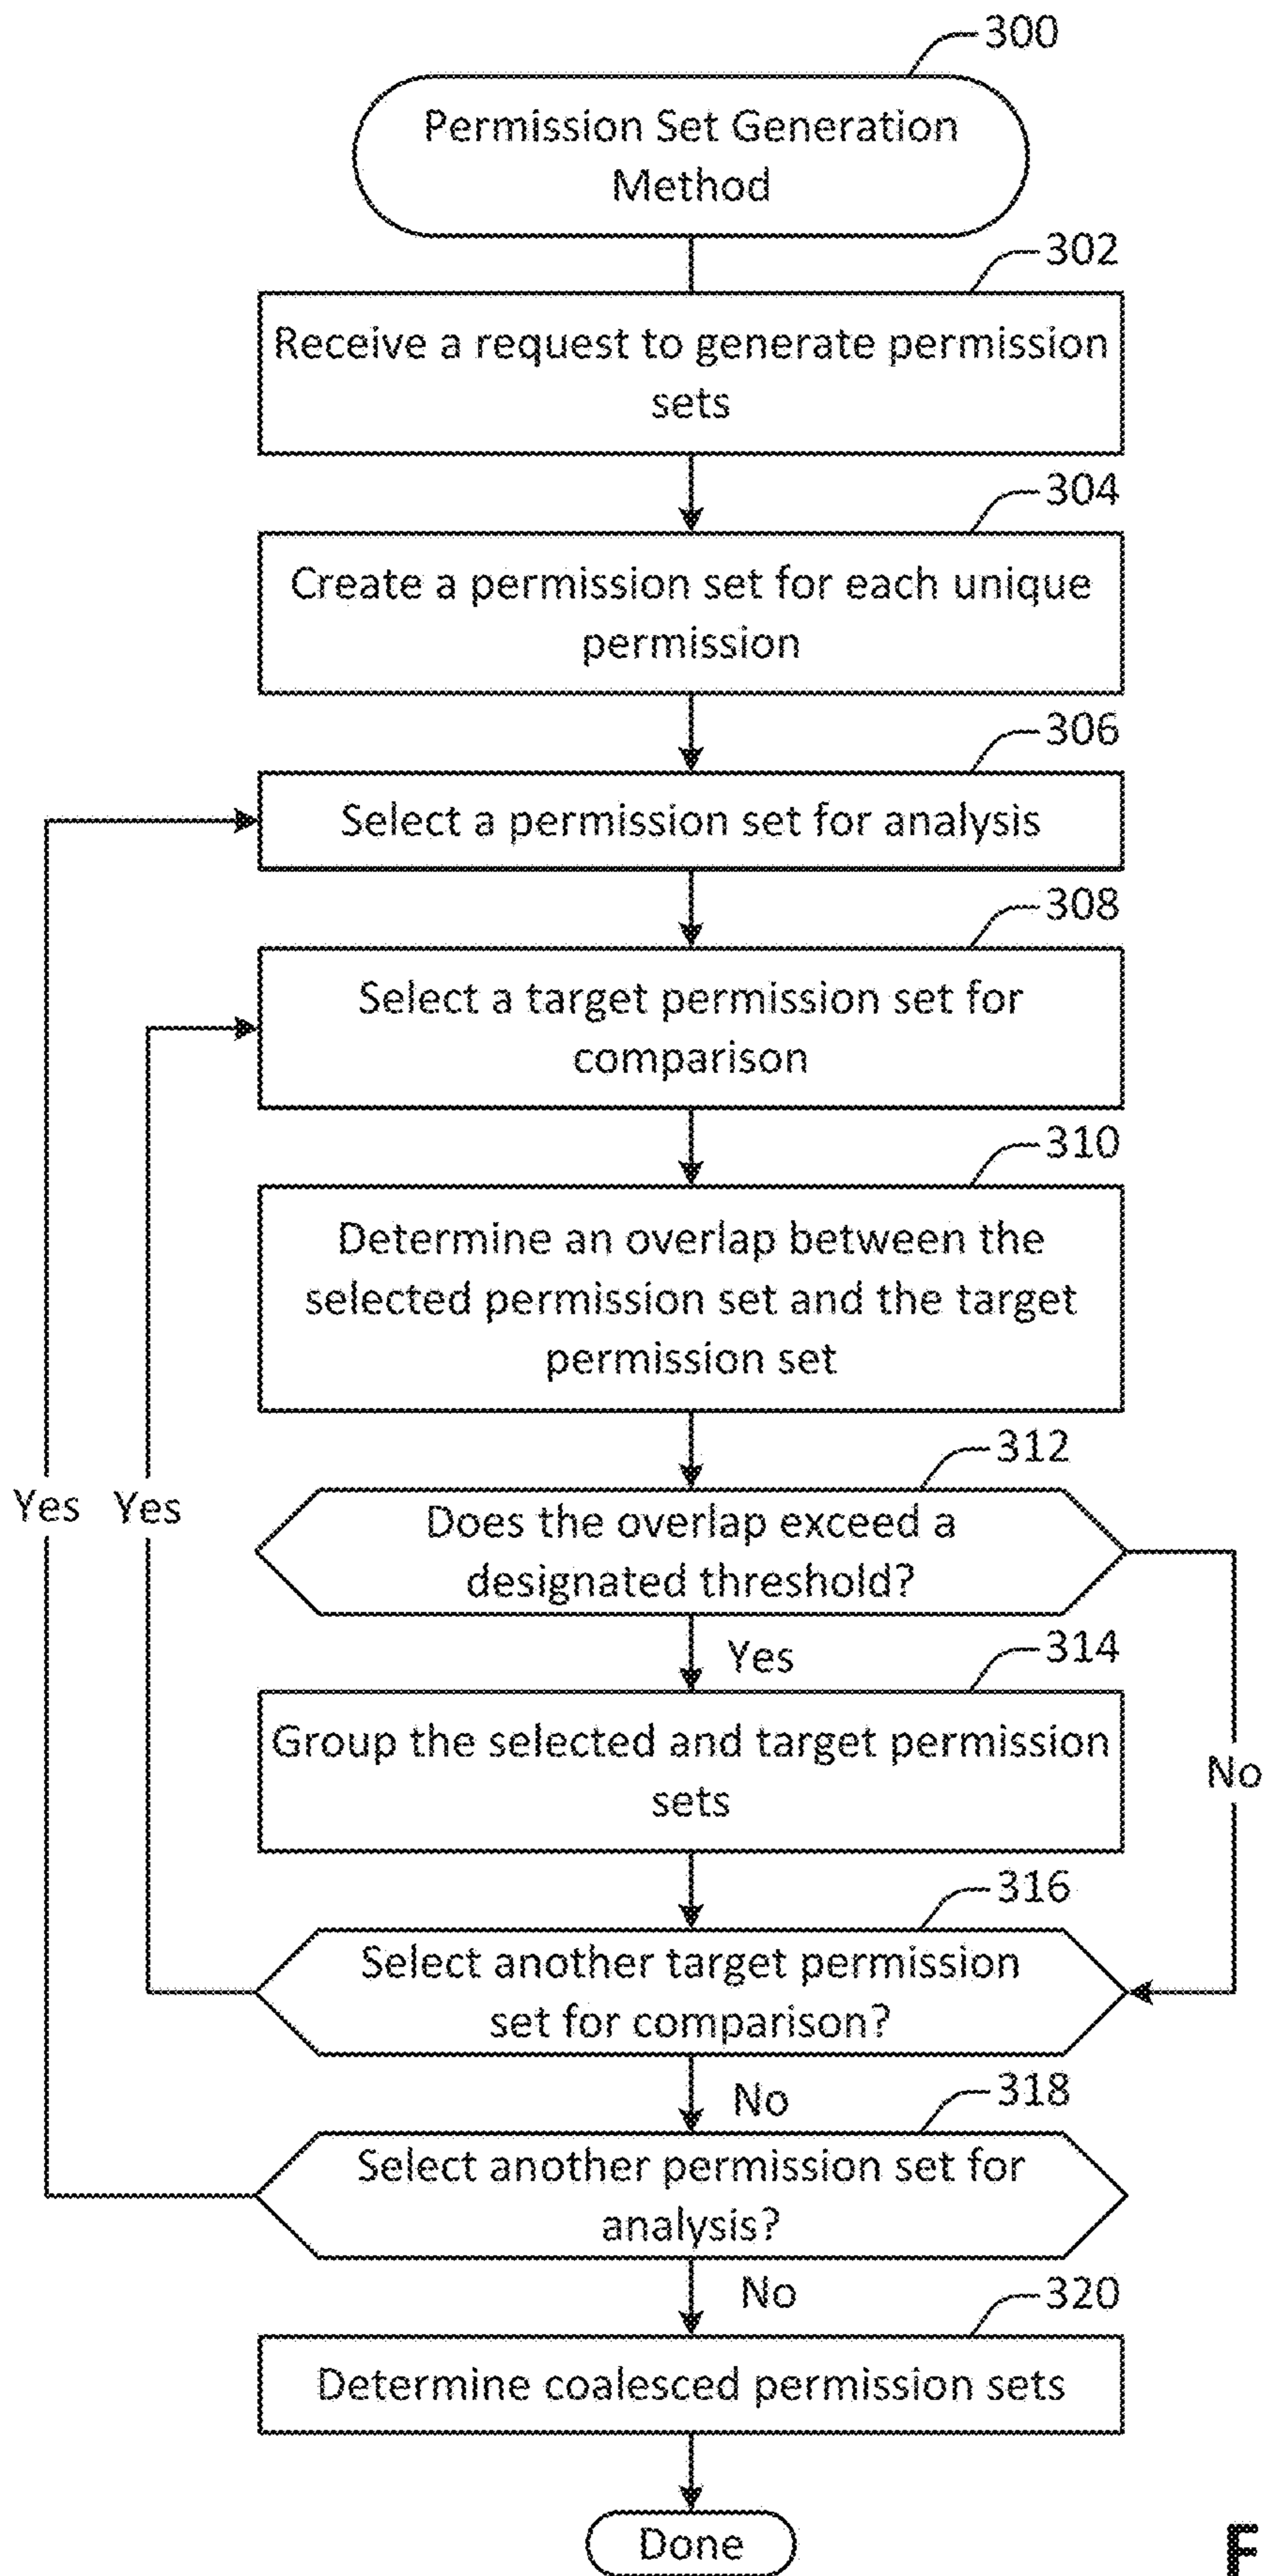 300
Permission Set Generation
Method
302
Receive a request to generate permission
sets
304
Create a permission set for each unique
permission
306
Select a permission set for analysis
308
Select a target permission set for
comparison
310
Determine an overlap between the
selected permission set and the target
permission set
312
Does the overlap exceed a
designated threshold?
Yes
Yes
Yes
314
Group the selected and target permission
sets
No
316
Select another target permission
set for comparison?
No
318
Select another permission set for
analysis?
No
320
Determine coalesced permission sets
Done
F